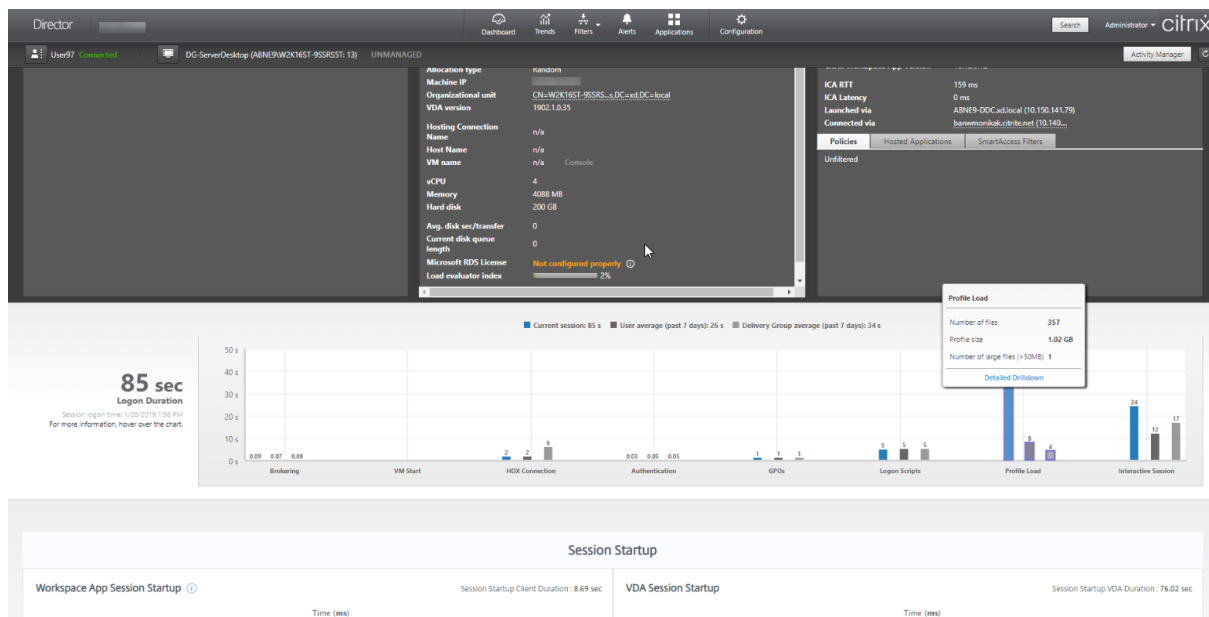 Director
Dashboard
Trends
Filters
Alerts
Applications
Configuration
Search
Administrator
CITRIX
User97 Connected
DG-ServerDesktop (ABNE9\W2K16ST-9SSRS5T: 13)
UNMANAGED
Activity Manager
Allocation type Random
Machine IP
Organizational unit CN=W2K16ST-9SSRS...s,DC=xd,DC=local
VDA version 1902.1.0.35
Hosting Connection Name n/a
Host Name n/a
VM name n/a Console
vCPU 4
Memory 4088 MB
Hard disk 200 GB
Avg. disk sec/transfer 0
Current disk queue length 0
Microsoft RDS License Not configured properly
Load evaluator index 2%
ICA RTT 159 ms
ICA Latency 0 ms
Launched via ABNE9-DDC.xd.local (10.150.141.79)
Connected via banwmonikak.citrite.net (10.140....
Policies
Hosted Applications
SmartAccess Filters
Unfiltered
Profile Load
Number of files 357
Profile size 1.02 GB
Number of large files (>50MB) 1
Detailed Drilldown
Current session: 85 s
User average (past 7 days): 26 s
Delivery Group average (past 7 days): 34 s
85 sec
Logon Duration
Session logon time: 1/28/2019 1:58 PM
For more information, hover over the chart.
50 s
40 s
30 s
20 s
10 s
0 s
0.09 0.07 0.08
2 2 6
0.03 0.05 0.05
1 1 1
5 5 5
8 4
24 12 17
Brokering
VM Start
HDX Connection
Authentication
GPOs
Logon Scripts
Profile Load
Interactive Session
Session Startup
Workspace App Session Startup
Session Startup Client Duration : 8.69 sec
Time (ms)
VDA Session Startup
Session Startup VDA Duration : 76.02 sec
Time (ms)